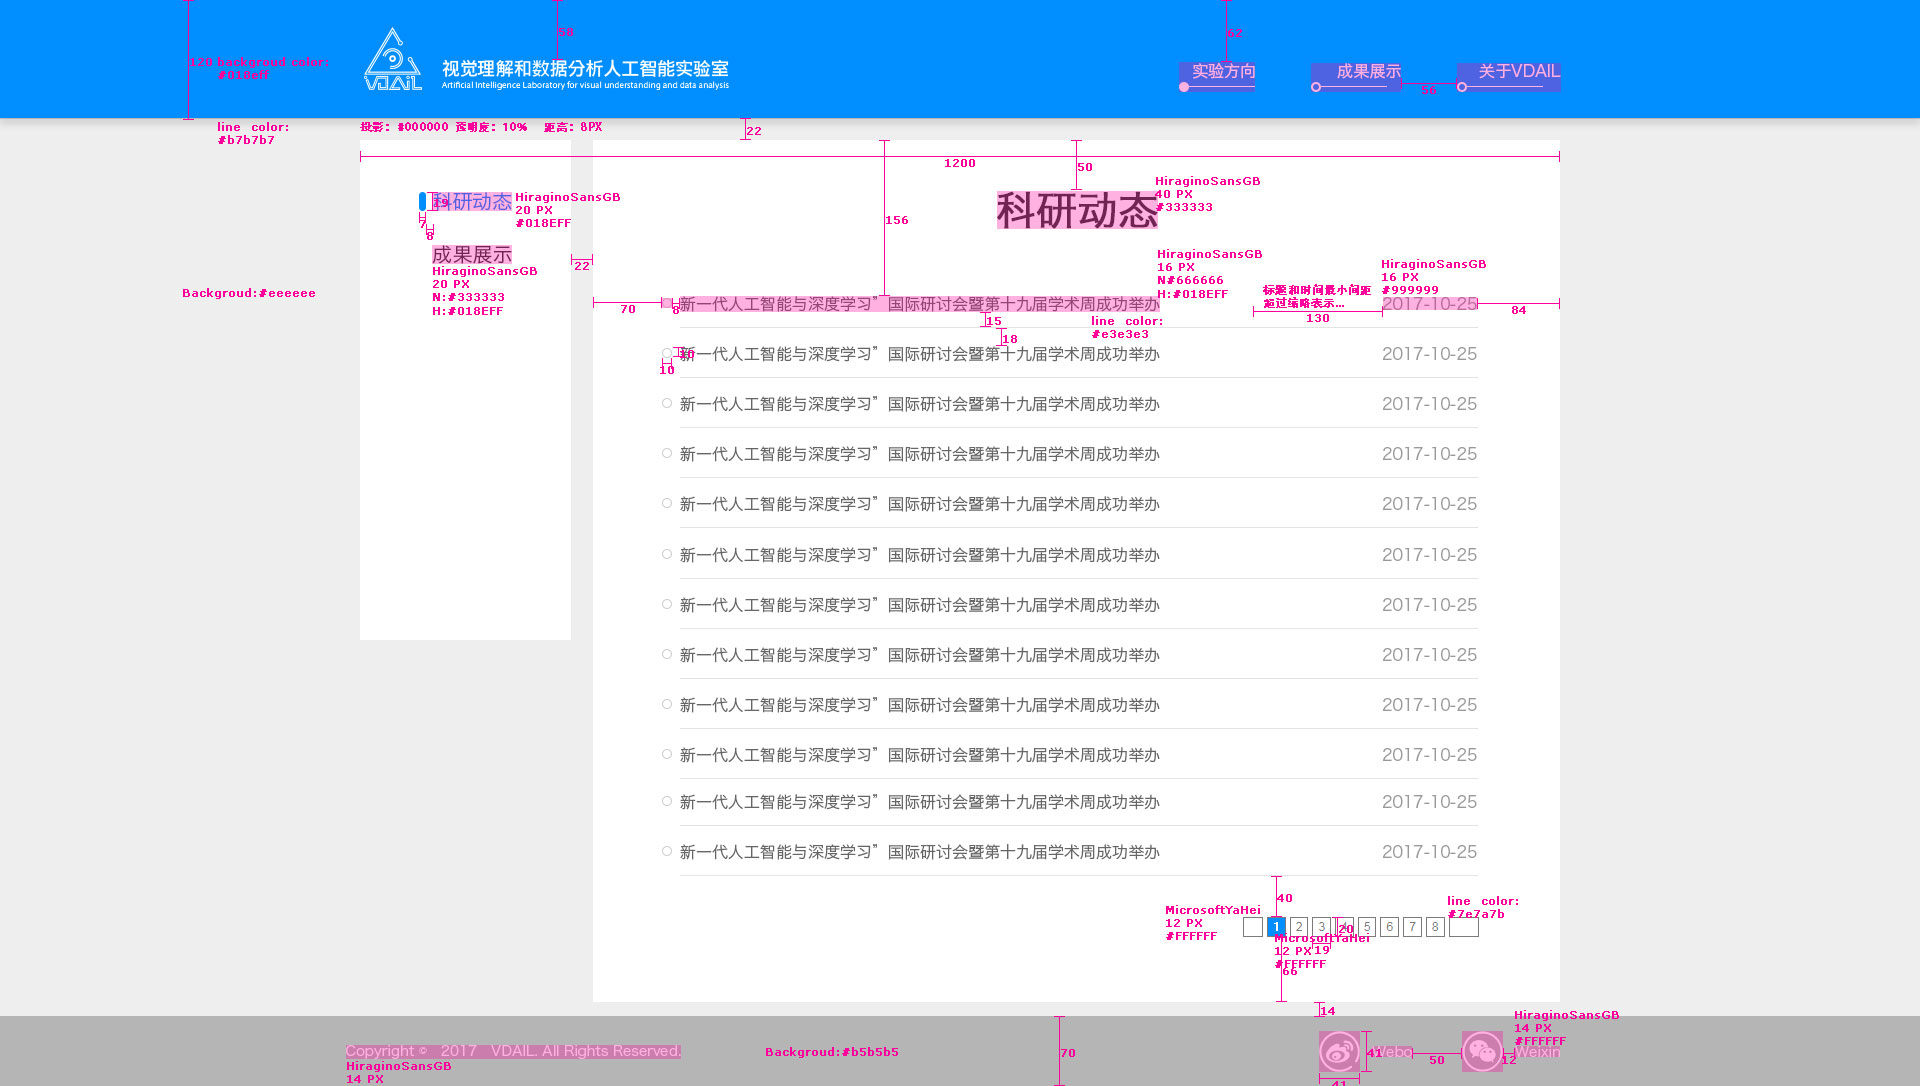 58
62
120 backgroud color:
#018eff
VDAIL
视觉理解和数据分析人工智能实验室
Artificial Intelligence Laboratory for visual understanding and data analysis
实验方向
成果展示
关于VDAIL
56
line color:
#b7b7b7
投影: #000000 透明度: 10% 距离: 8PX
22
1200
50
科研动态
19
7
8
HiraginoSansGB
20 PX
#018EFF
成果展示
HiraginoSansGB
20 PX
N:#333333
H:#018EFF
22
156
科研动态
HiraginoSansGB
40 PX
#333333
Backgroud:#eeeeee
HiraginoSansGB
16 PX
N#666666
H:#018EFF
标题和时间最小间距
超过缩略表示...
130
HiraginoSansGB
16 PX
#999999
70
8
84
新一代人工智能与深度学习”国际研讨会暨第十九届学术周成功举办 2017-10-25
15
18
line color:
#e3e3e3
10
新一代人工智能与深度学习”国际研讨会暨第十九届学术周成功举办 2017-10-25
10
新一代人工智能与深度学习”国际研讨会暨第十九届学术周成功举办 2017-10-25
新一代人工智能与深度学习”国际研讨会暨第十九届学术周成功举办 2017-10-25
新一代人工智能与深度学习”国际研讨会暨第十九届学术周成功举办 2017-10-25
新一代人工智能与深度学习”国际研讨会暨第十九届学术周成功举办 2017-10-25
新一代人工智能与深度学习”国际研讨会暨第十九届学术周成功举办 2017-10-25
新一代人工智能与深度学习”国际研讨会暨第十九届学术周成功举办 2017-10-25
新一代人工智能与深度学习”国际研讨会暨第十九届学术周成功举办 2017-10-25
新一代人工智能与深度学习”国际研讨会暨第十九届学术周成功举办 2017-10-25
新一代人工智能与深度学习”国际研讨会暨第十九届学术周成功举办 2017-10-25
新一代人工智能与深度学习”国际研讨会暨第十九届学术周成功举办 2017-10-25
40
MicrosoftYaHei
12 PX
#FFFFFF
line color:
#7e7a7b
1 2 3 4 5 6 7 8
20
19
MicrosoftYaHei
12 PX
#FFFFFF
66
14
Copyright © 2017 VDAIL. All Rights Reserved.
HiraginoSansGB
14 PX
Backgroud:#b5b5b5
70
41
41
Webo
50
12
Weixin
HiraginoSansGB
14 PX
#FFFFFF